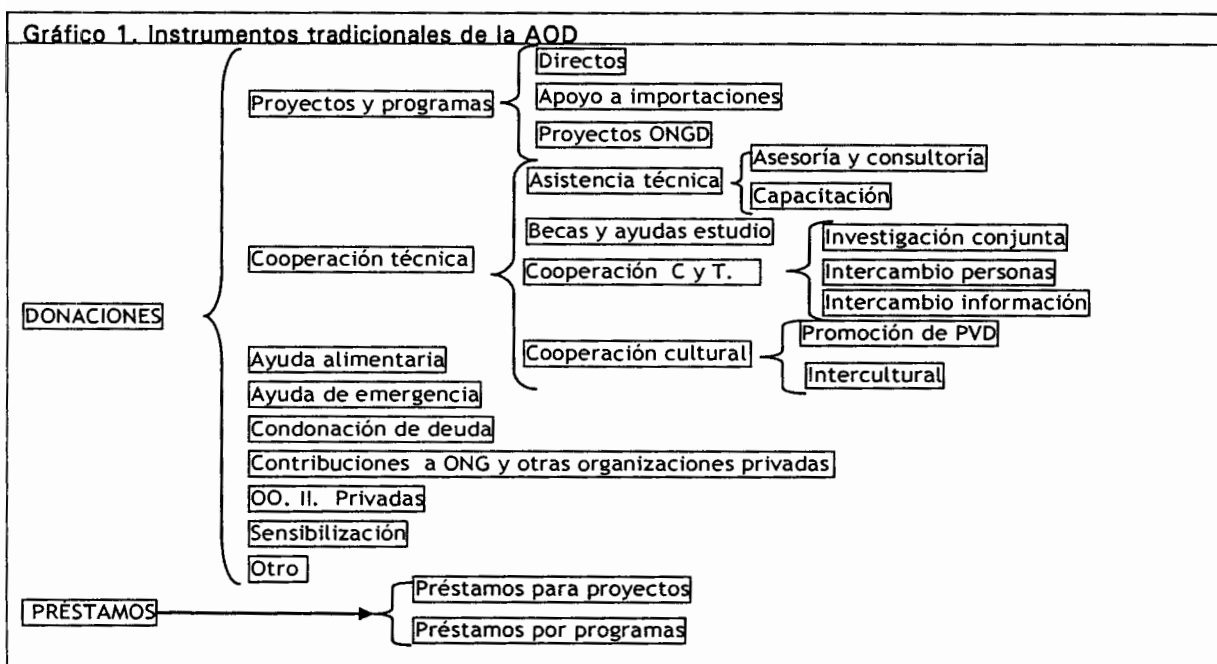 Gráfico 1. Instrumentos tradicionales de la AOD
DONACIONES
Proyectos y programas
Directos
Apoyo a importaciones
Proyectos ONGD
Cooperación técnica
Asistencia técnica
Asesoría y consultoría
Capacitación
Becas y ayudas estudio
Cooperación C y T.
Investigación conjunta
Intercambio personas
Intercambio información
Cooperación cultural
Promoción de PVD
Intercultural
Ayuda alimentaria
Ayuda de emergencia
Condonación de deuda
Contribuciones a ONG y otras organizaciones privadas
OO. II. Privadas
Sensibilización
Otro
PRÉSTAMOS
Préstamos para proyectos
Préstamos por programas